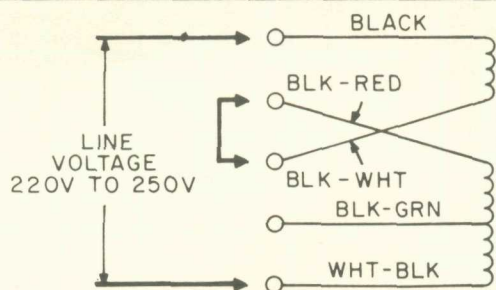 BLACK
BLK-RED
LINE
VOLTAGE
220V TO 250V
BLK-WHT
BLK-GRN
WHT-BLK